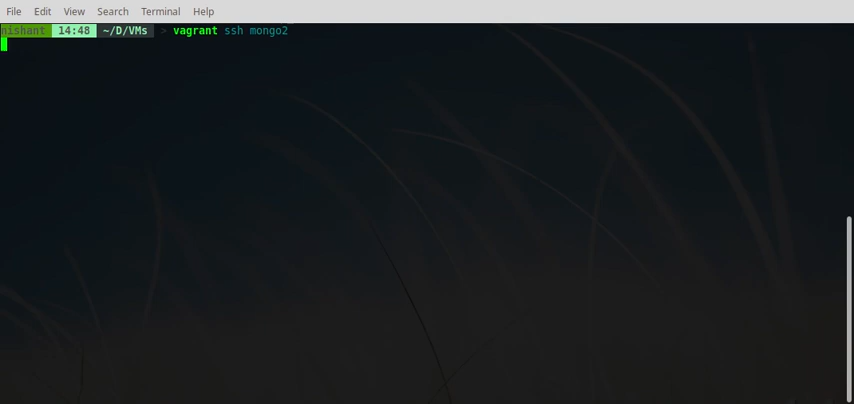 File Edit View Search Terminal Help
nishant 14:48 ~/D/VMs > vagrant ssh mongo2